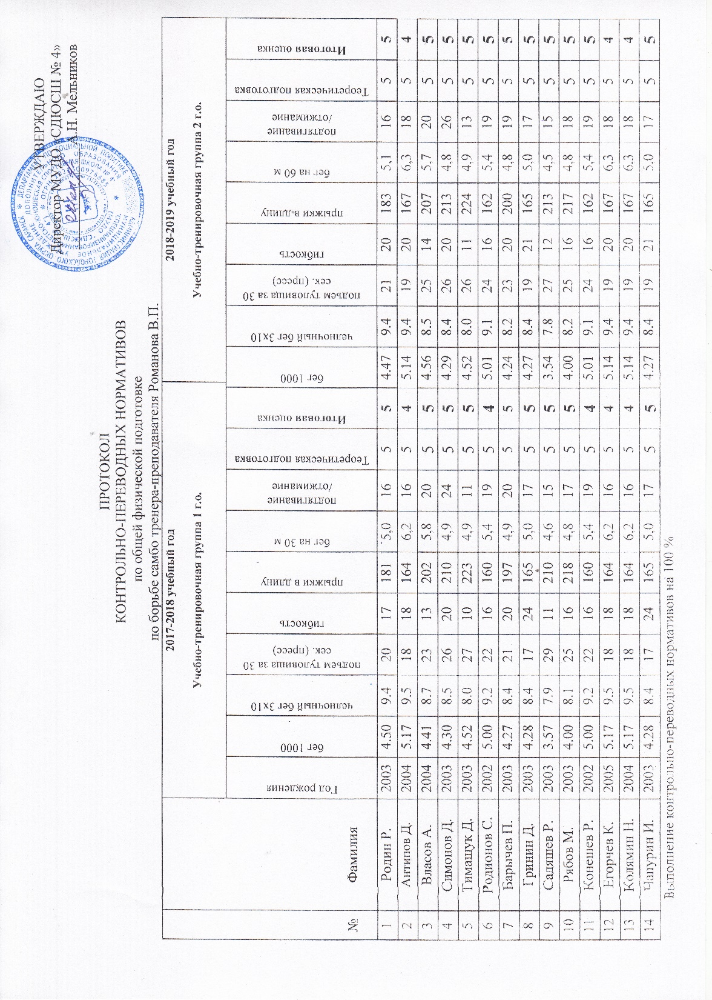 УТВЕРЖДАЮ
Директор МУДО «СДЮСШ № 4»
А.Н. Мельников
ПРОТОКОЛ
КОНТРОЛЬНО-ПЕРЕВОДНЫХ НОРМАТИВОВ
по общей физической подготовке
по борьбе самбо тренера-преподавателя Романова В.П.
2017-2018 учебный год 2018-2019 учебный год
Учебно-тренировочная группа 1 г.о. Учебно-тренировочная группа 2 г.о.
№ Фамилия Год рождения бег 1000 челночный бег 3х10 подъем туловища за 30 сек. (пресс) гибкость прыжки в длину бег на 30 м подтягивание /отжимание Теоретическая подготовка Итоговая оценка бег 1000 челночный бег 3х10 подъем туловища за 30 сек. (пресс) гибкость прыжки в длину бег на 60 м подтягивание /отжимание Теоретическая подготовка Итоговая оценка
1 Родин Р. 2003 4.50 9.4 20 17 181 5,0 16 5 5 4.47 9.4 21 20 183 5,1 16 5 5
2 Антипов Д. 2004 5.17 9.5 18 18 164 6,2 16 5 4 5.14 9.4 19 20 167 6,3 18 5 4
3 Власов А. 2004 4.41 8.7 23 13 202 5,8 20 5 5 4.56 8.5 25 14 207 5,7 20 5 5
4 Симонов Д. 2003 4.30 8.5 26 20 210 4,9 24 5 5 4.29 8.4 26 20 213 4,8 26 5 5
5 Тимащук Д. 2003 4.52 8.0 27 10 223 4,9 11 5 5 4.52 8.0 26 11 224 4,9 13 5 5
6 Родионов С. 2002 5.00 9.2 22 16 160 5,4 19 5 4 5.01 9.1 24 16 162 5,4 19 5 5
7 Барычев П. 2003 4.27 8.4 21 20 197 4,9 20 5 5 4.24 8.2 23 20 200 4,8 19 5 5
8 Гринин Д. 2003 4.28 8.4 17 24 165 5,0 17 5 5 4.27 8.4 19 21 165 5,0 17 5 5
9 Садяшев Р. 2003 3.57 7.9 29 11 210 4,6 15 5 5 3.54 7.8 27 12 213 4,5 15 5 5
10 Рябов М. 2003 4.00 8.1 25 16 218 4,8 17 5 5 4.00 8.2 25 16 217 4,8 18 5 5
11 Конешев Р. 2002 5.00 9.2 22 16 160 5,4 19 5 4 5.01 9.1 24 16 162 5,4 19 5 5
12 Егорчев К. 2005 5.17 9.5 18 18 164 6,2 16 5 4 5.14 9.4 19 20 167 6,3 18 5 4
13 Колямин Н. 2004 5.17 9.5 18 18 164 6.2 16 5 4 5.14 9.4 19 20 167 6.3 18 5 4
14 Чапурин И. 2003 4.28 8.4 17 24 165 5,0 17 5 5 4.27 8.4 19 21 165 5.0 17 5 5
Выполнение контрольно-переводных нормативов на 100 %